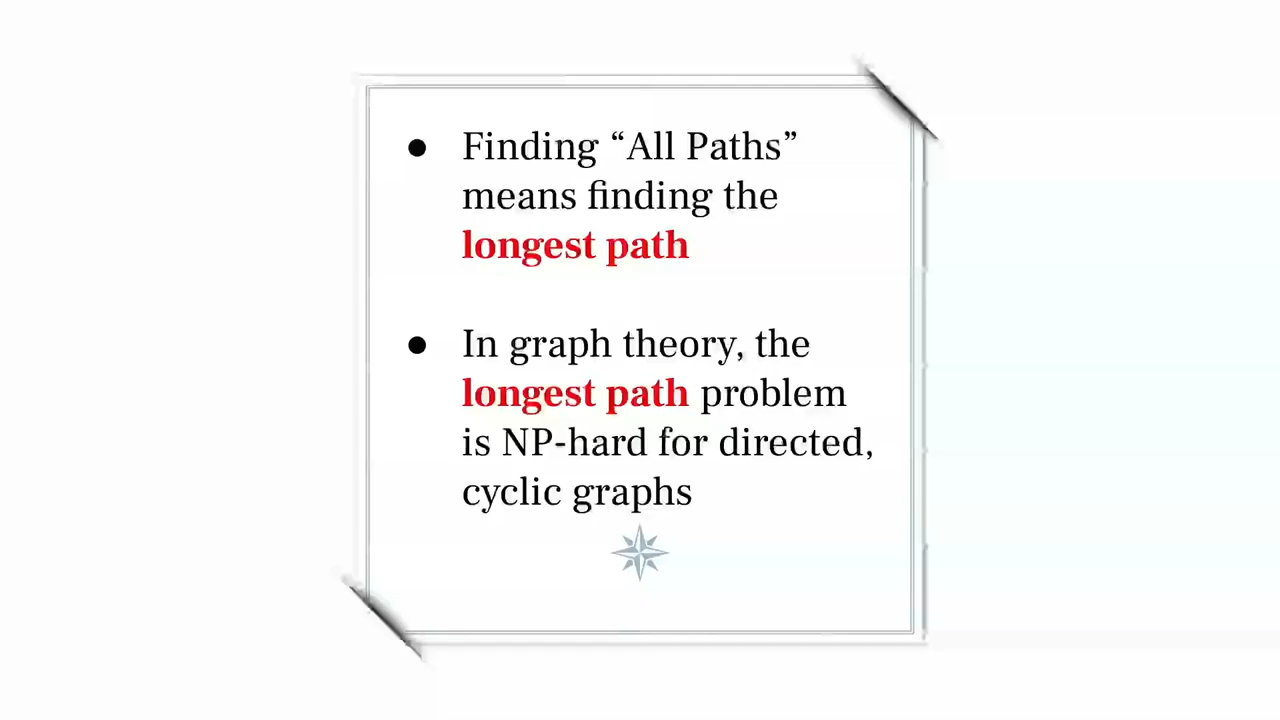 ● Finding “All Paths”
means finding the
longest path
● In graph theory, the
longest path problem
is NP-hard for directed,
cyclic graphs